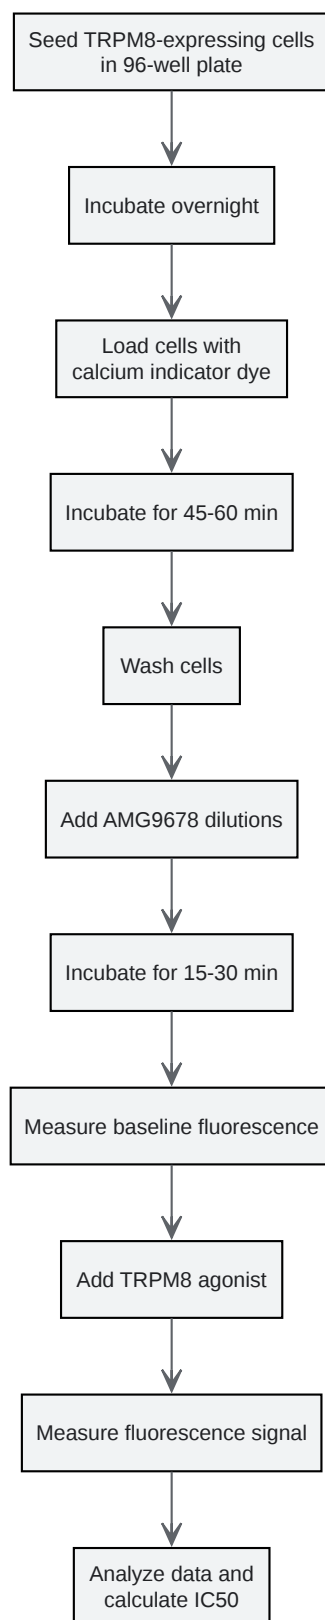 Seed TRPM8-expressing cells
in 96-well plate
Incubate overnight
Load cells with
calcium indicator dye
Incubate for 45-60 min
Wash cells
Add AMG9678 dilutions
Incubate for 15-30 min
Measure baseline fluorescence
Add TRPM8 agonist
Measure fluorescence signal
Analyze data and
calculate IC50